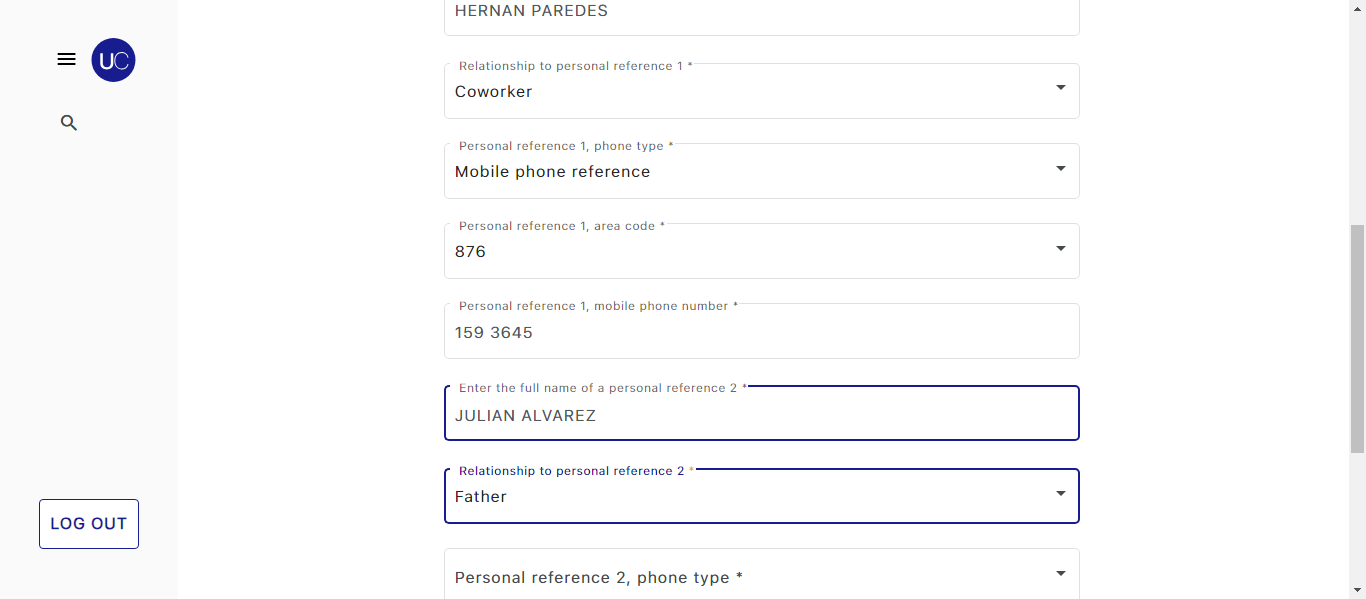 HERNAN PAREDES
UC
Relationship to personal reference 1 *
Coworker
Personal reference 1, phone type *
Mobile phone reference
Personal reference 1, area code *
876
Personal reference 1, mobile phone number *
159 3645
Enter the full name of a personal reference 2 *
JULIAN ALVAREZ
Relationship to personal reference 2 *
Father
LOG OUT
Personal reference 2, phone type *